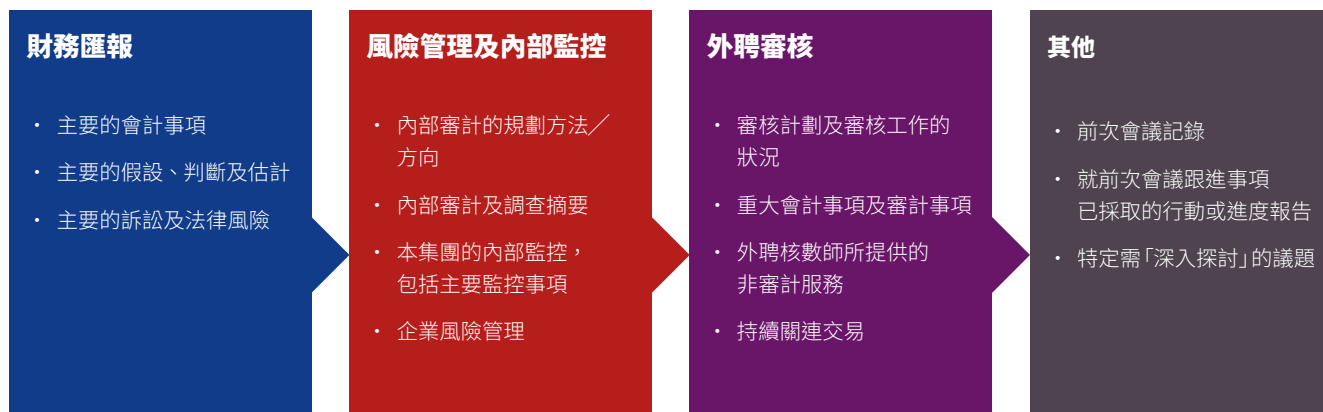 財務匯報
・ 主要的會計事項
・ 主要的假設、判斷及估計
・ 主要的訴訟及法律風險
風險管理及內部監控
・ 內部審計的規劃方法／
方向
・ 內部審計及調查摘要
・ 本集團的內部監控，
包括主要監控事項
・ 企業風險管理
外聘審核
・ 審核計劃及審核工作的
狀況
・ 重大會計事項及審計事項
・ 外聘核數師所提供的
非審計服務
・ 持續關連交易
其他
・ 前次會議記錄
・ 就前次會議跟進事項
已採取的行動或進度報告
・ 特定需「深入探討」的議題